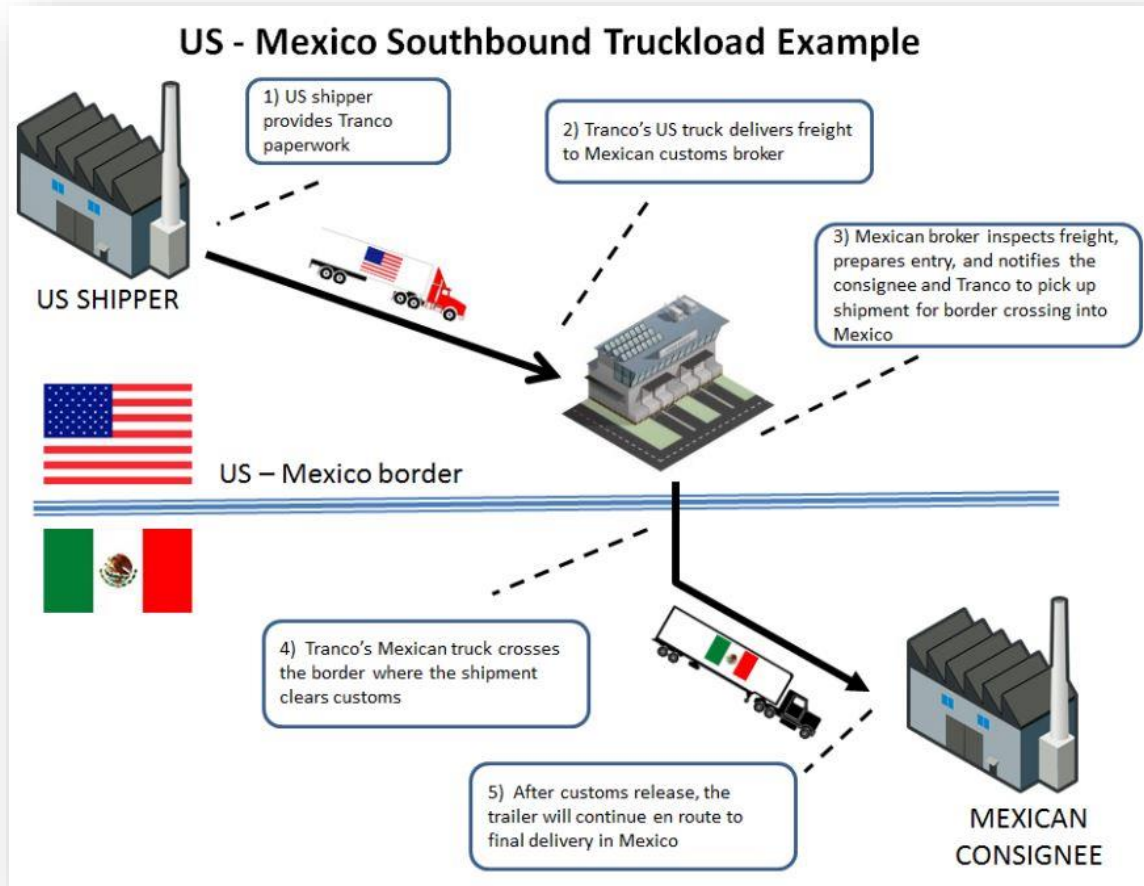 US - Mexico Southbound Truckload Example
1) US shipper
provides Tranco
paperwork
2) Tranco’s US truck delivers freight
to Mexican customs broker
3) Mexican broker inspects freight,
prepares entry, and notifies the
consignee and Tranco to pick up
shipment for border crossing into
Mexico
US SHIPPER
US – Mexico border
4) Tranco’s Mexican truck crosses
the border where the shipment
clears customs
5) After customs release, the
trailer will continue en route to
final delivery in Mexico
MEXICAN
CONSIGNEE